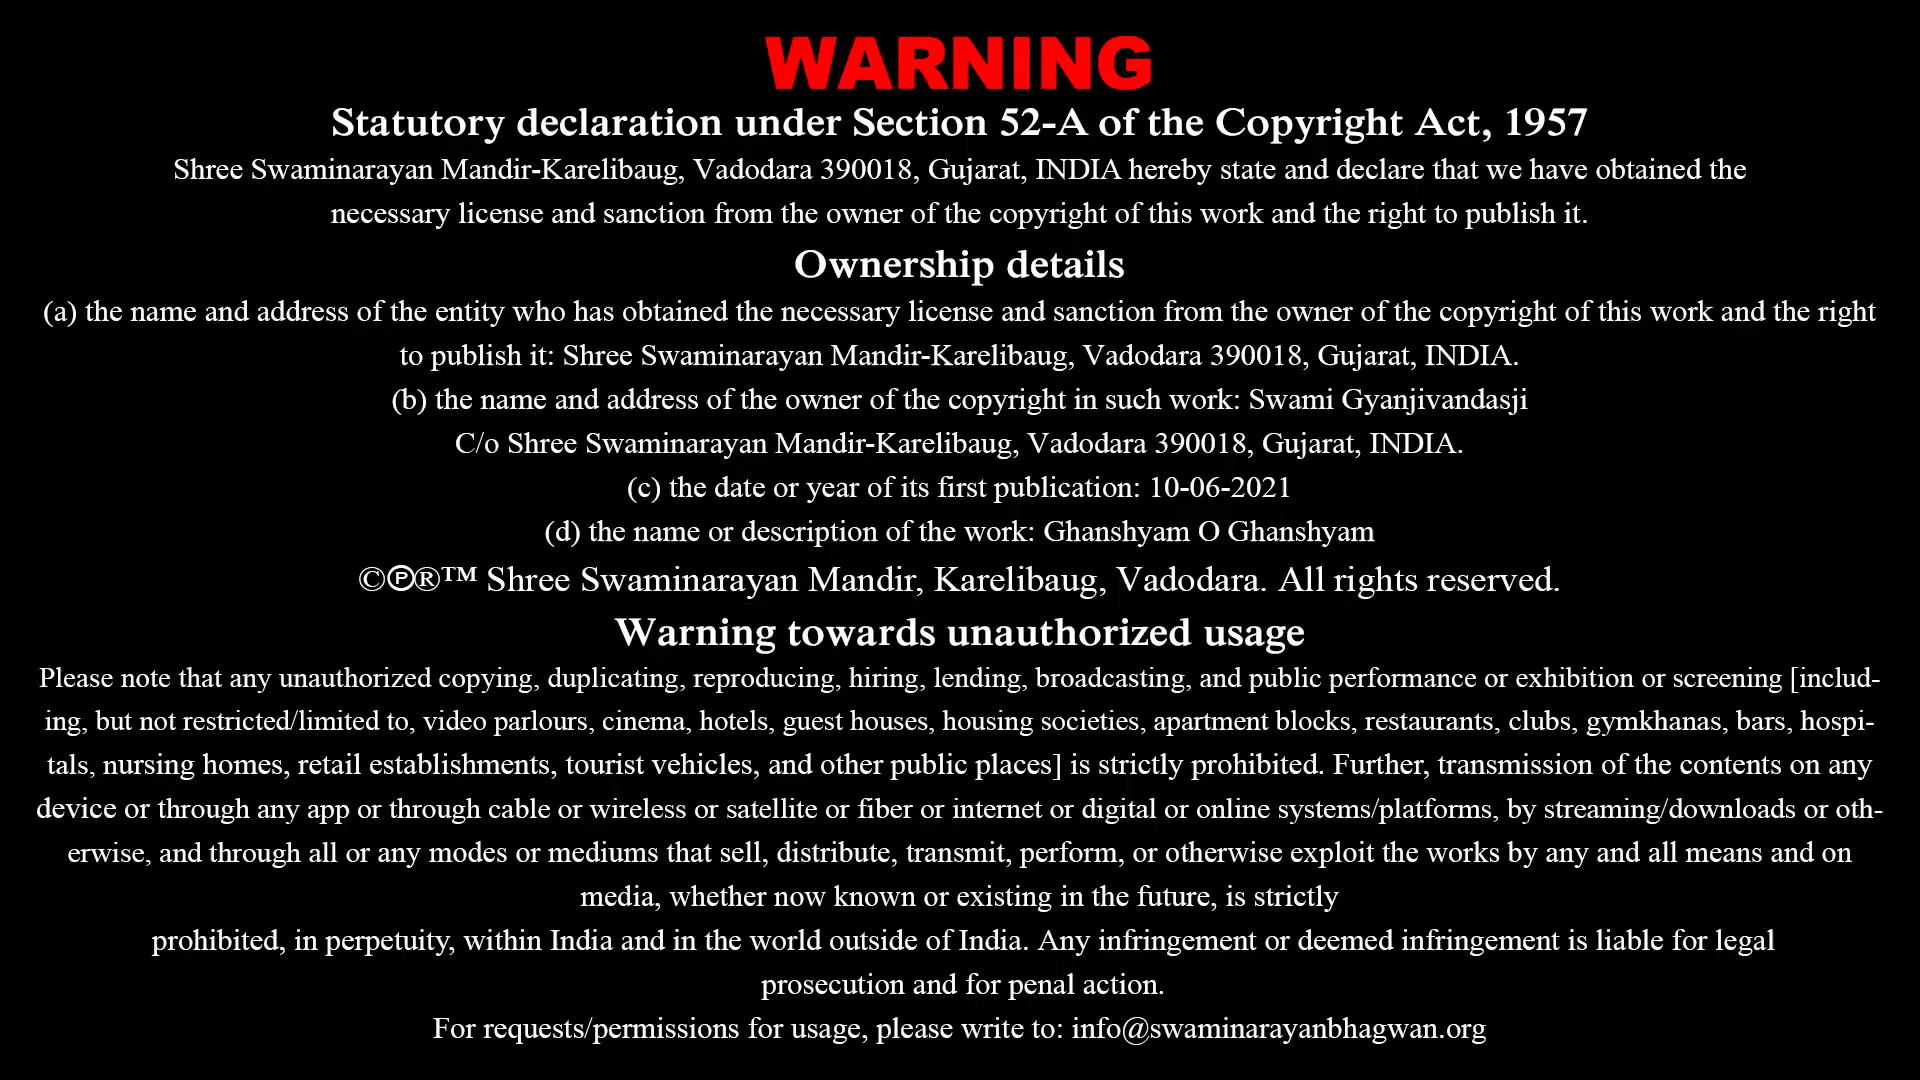 WARNING
Statutory declaration under Section 52-A of the Copyright Act, 1957
Shree Swaminarayan Mandir-Karelibaug, Vadodara 390018, Gujarat, INDIA hereby state and declare that we have obtained the
necessary license and sanction from the owner of the copyright of this work and the right to publish it.
Ownership details
(a) the name and address of the entity who has obtained the necessary license and sanction from the owner of the copyright of this work and the right
to publish it: Shree Swaminarayan Mandir-Karelibaug, Vadodara 390018, Gujarat, INDIA.
(b) the name and address of the owner of the copyright in such work: Swami Gyanjivandasji
C/o Shree Swaminarayan Mandir-Karelibaug, Vadodara 390018, Gujarat, INDIA.
(c) the date or year of its first publication: 10-06-2021
(d) the name or description of the work: Ghanshyam O Ghanshyam
©℗®™ Shree Swaminarayan Mandir, Karelibaug, Vadodara. All rights reserved.
Warning towards unauthorized usage
Please note that any unauthorized copying, duplicating, reproducing, hiring, lending, broadcasting, and public performance or exhibition or screening [includ-
ing, but not restricted/limited to, video parlours, cinema, hotels, guest houses, housing societies, apartment blocks, restaurants, clubs, gymkhanas, bars, hospi-
tals, nursing homes, retail establishments, tourist vehicles, and other public places] is strictly prohibited. Further, transmission of the contents on any
device or through any app or through cable or wireless or satellite or fiber or internet or digital or online systems/platforms, by streaming/downloads or oth-
erwise, and through all or any modes or mediums that sell, distribute, transmit, perform, or otherwise exploit the works by any and all means and on
media, whether now known or existing in the future, is strictly
prohibited, in perpetuity, within India and in the world outside of India. Any infringement or deemed infringement is liable for legal
prosecution and for penal action.
For requests/permissions for usage, please write to: info@swaminarayanbhagwan.org